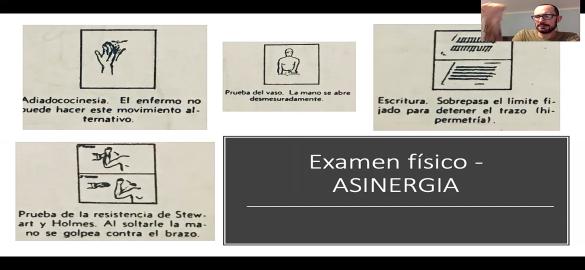 Adiadococinesia. El enfermo no
puede hacer este movimiento al-
ternativo.
Prueba del vaso. La mano se abre
desmesuradamente.
Escritura. Sobrepasa el límite fi-
jado para detener el trazo (hi-
permetría).
Prueba de la resistencia de Stew-
art y Holmes. Al soltarle la ma-
no se golpea contra el brazo.
Examen físico -
ASINERGIA